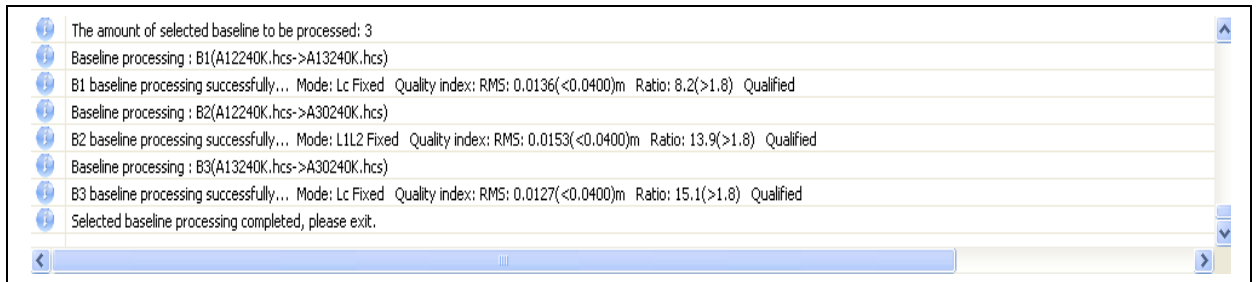 The amount of selected baseline to be processed: 3
Baseline processing : B1(A12240K.hcs->A13240K.hcs)
B1 baseline processing successfully... Mode: Lc Fixed Quality index: RMS: 0.0136(<0.0400)m Ratio: 8.2(>1.8) Qualified
Baseline processing : B2(A12240K.hcs->A30240K.hcs)
B2 baseline processing successfully... Mode: L1L2 Fixed Quality index: RMS: 0.0153(<0.0400)m Ratio: 13.9(>1.8) Qualified
Baseline processing : B3(A13240K.hcs->A30240K.hcs)
B3 baseline processing successfully... Mode: Lc Fixed Quality index: RMS: 0.0127(<0.0400)m Ratio: 15.1(>1.8) Qualified
Selected baseline processing completed, please exit.